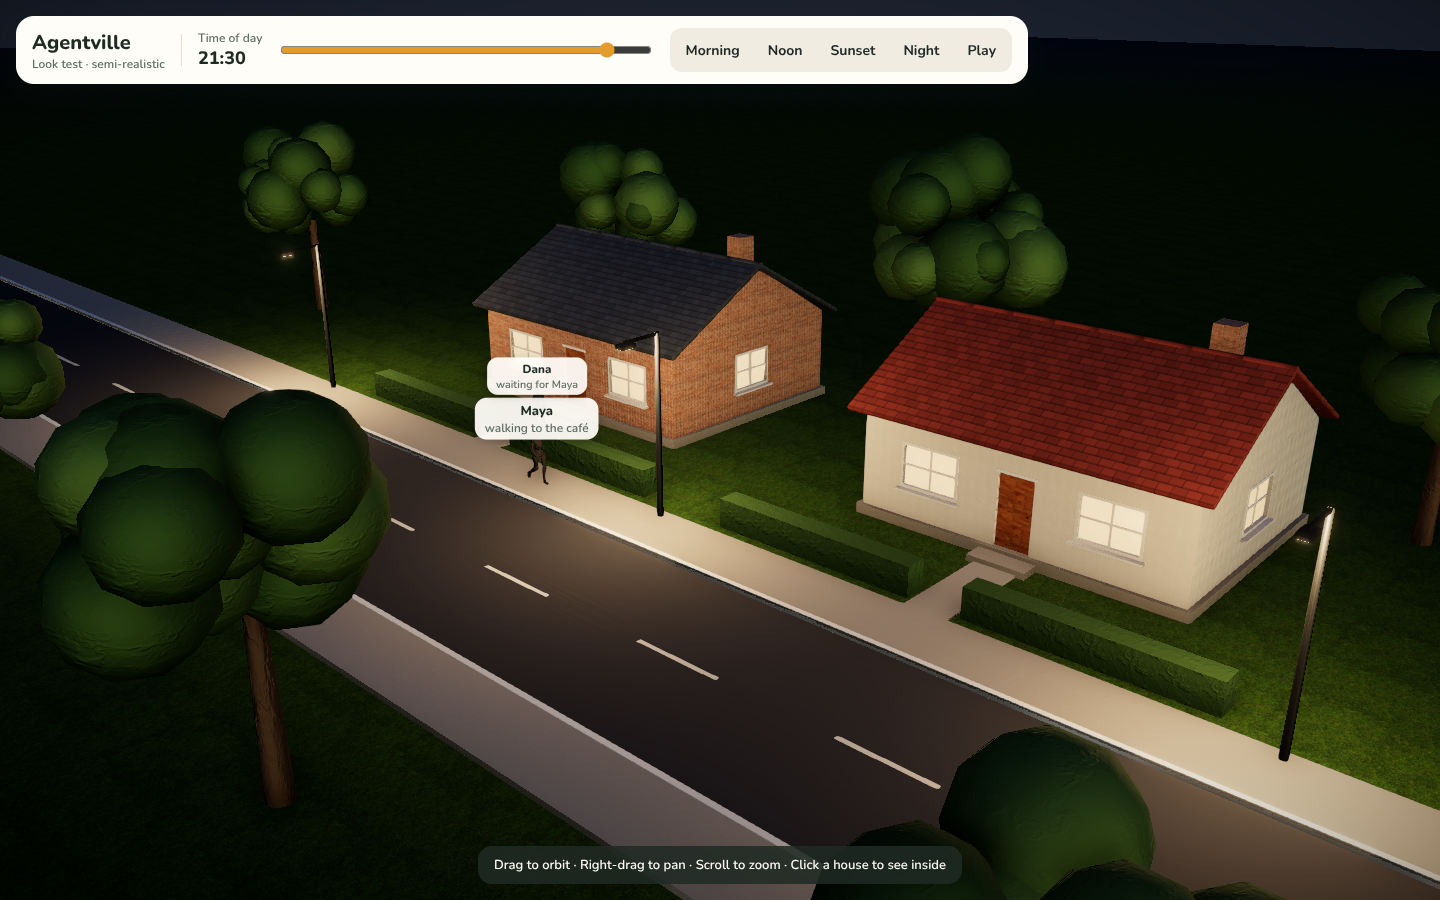 Agentville
Look test · semi-realistic
Time of day
21:30
Morning
Noon
Sunset
Night
Play
Dana
waiting for Maya
Maya
walking to the café
Drag to orbit · Right-drag to pan · Scroll to zoom · Click a house to see inside